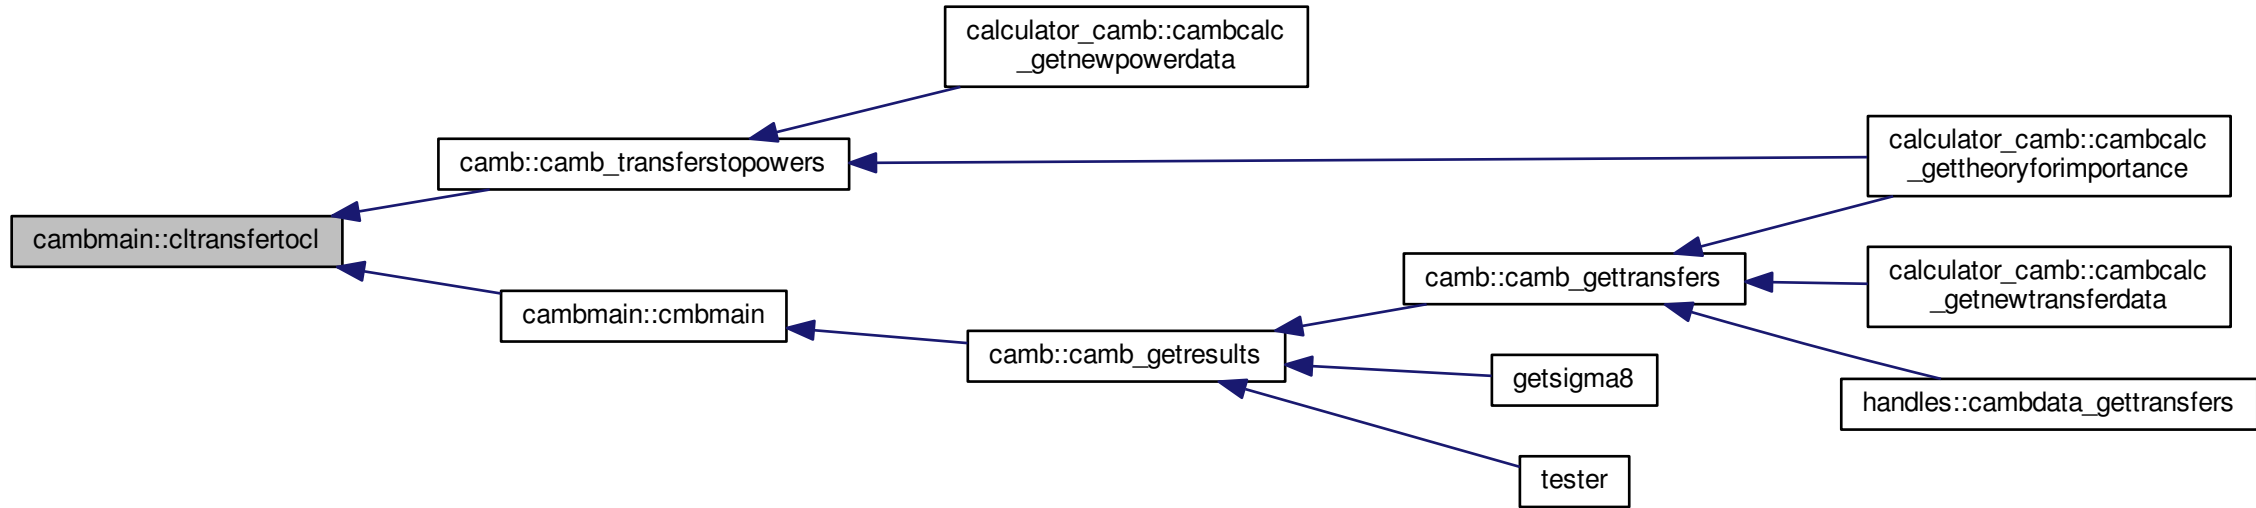 calculator_camb::cambcalc
_getnewpowerdata
calculator_camb::cambcalc
_gettheoryforimportance
camb::camb_transferstopowers
cambmain::cltransfertocl
camb::camb_gettransfers
calculator_camb::cambcalc
_getnewtransferdata
cambmain::cmbmain
camb::camb_getresults
getsigma8
handles::cambdata_gettransfers
tester